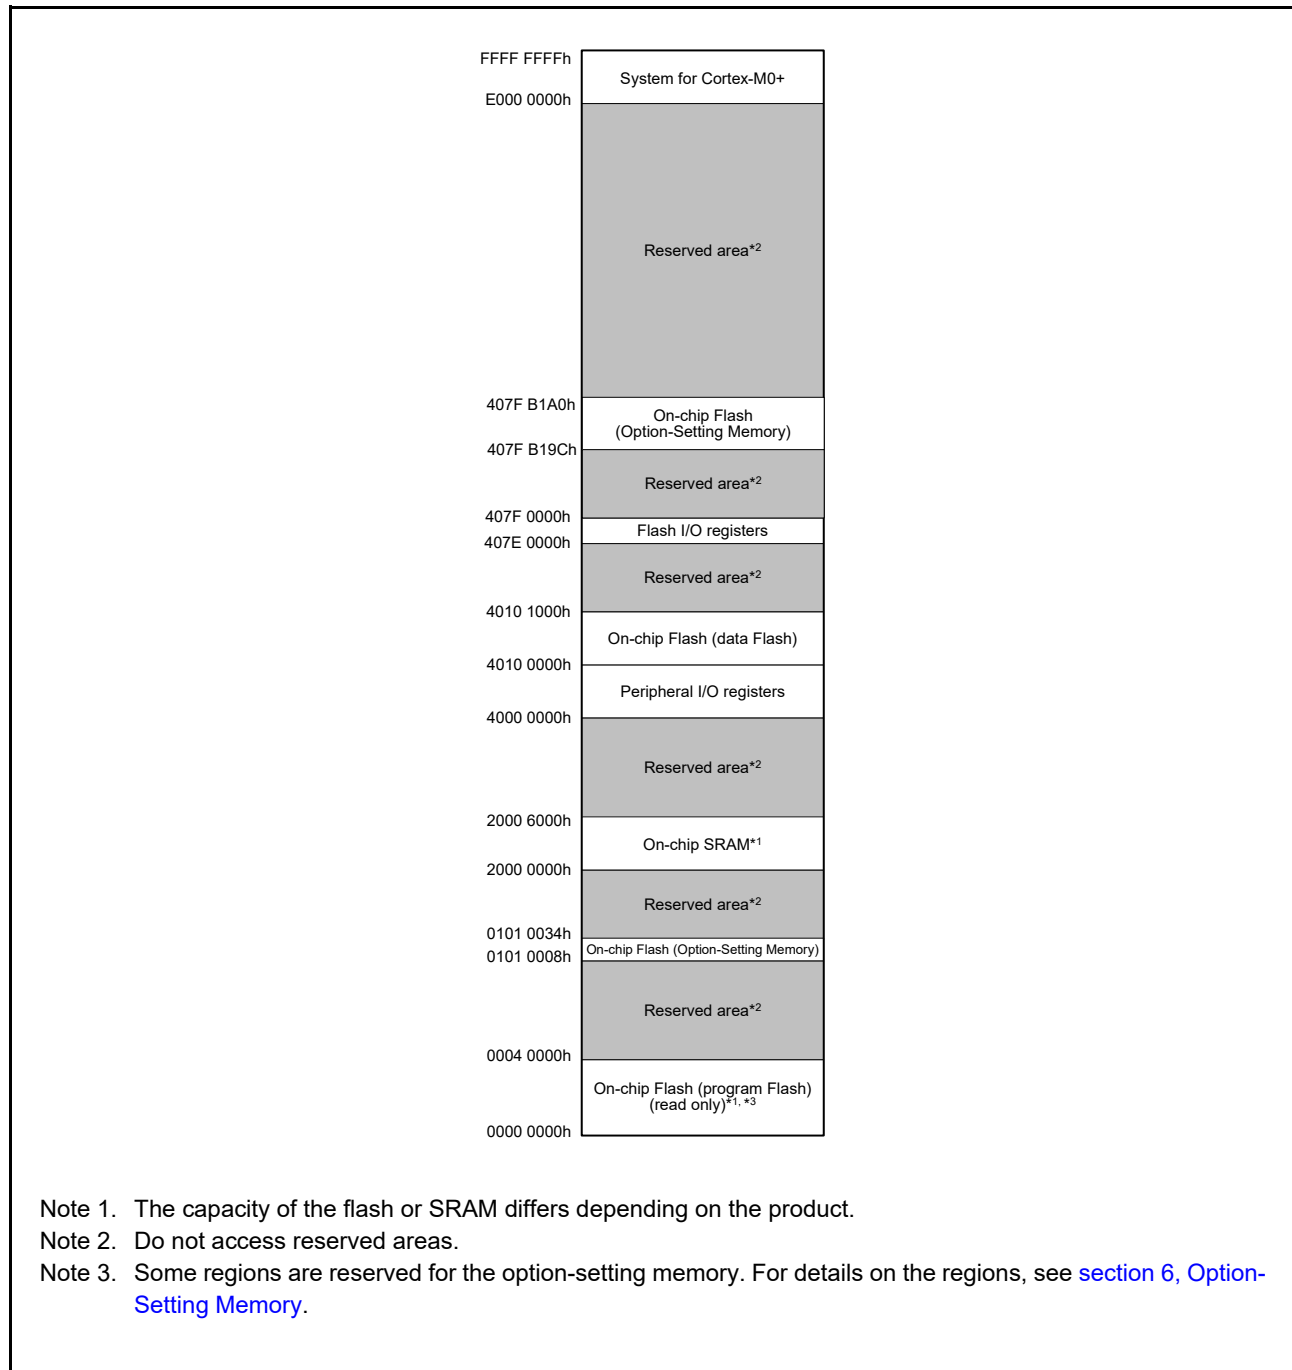 FFFF FFFFh
System for Cortex-M0+
E000 0000h
Reserved area*2
407F B1A0h
On-chip Flash
(Option-Setting Memory)
407F B19Ch
Reserved area*2
407F 0000h
Flash I/O registers
407E 0000h
Reserved area*2
4010 1000h
On-chip Flash (data Flash)
4010 0000h
Peripheral I/O registers
4000 0000h
Reserved area*2
2000 6000h
On-chip SRAM*1
2000 0000h
Reserved area*2
0101 0034h
On-chip Flash (Option-Setting Memory)
0101 0008h
Reserved area*2
0004 0000h
On-chip Flash (program Flash)
(read only)*1, *3
0000 0000h
Note 1. The capacity of the flash or SRAM differs depending on the product.
Note 2. Do not access reserved areas.
Note 3. Some regions are reserved for the option-setting memory. For details on the regions, see section 6, Option-
Setting Memory.